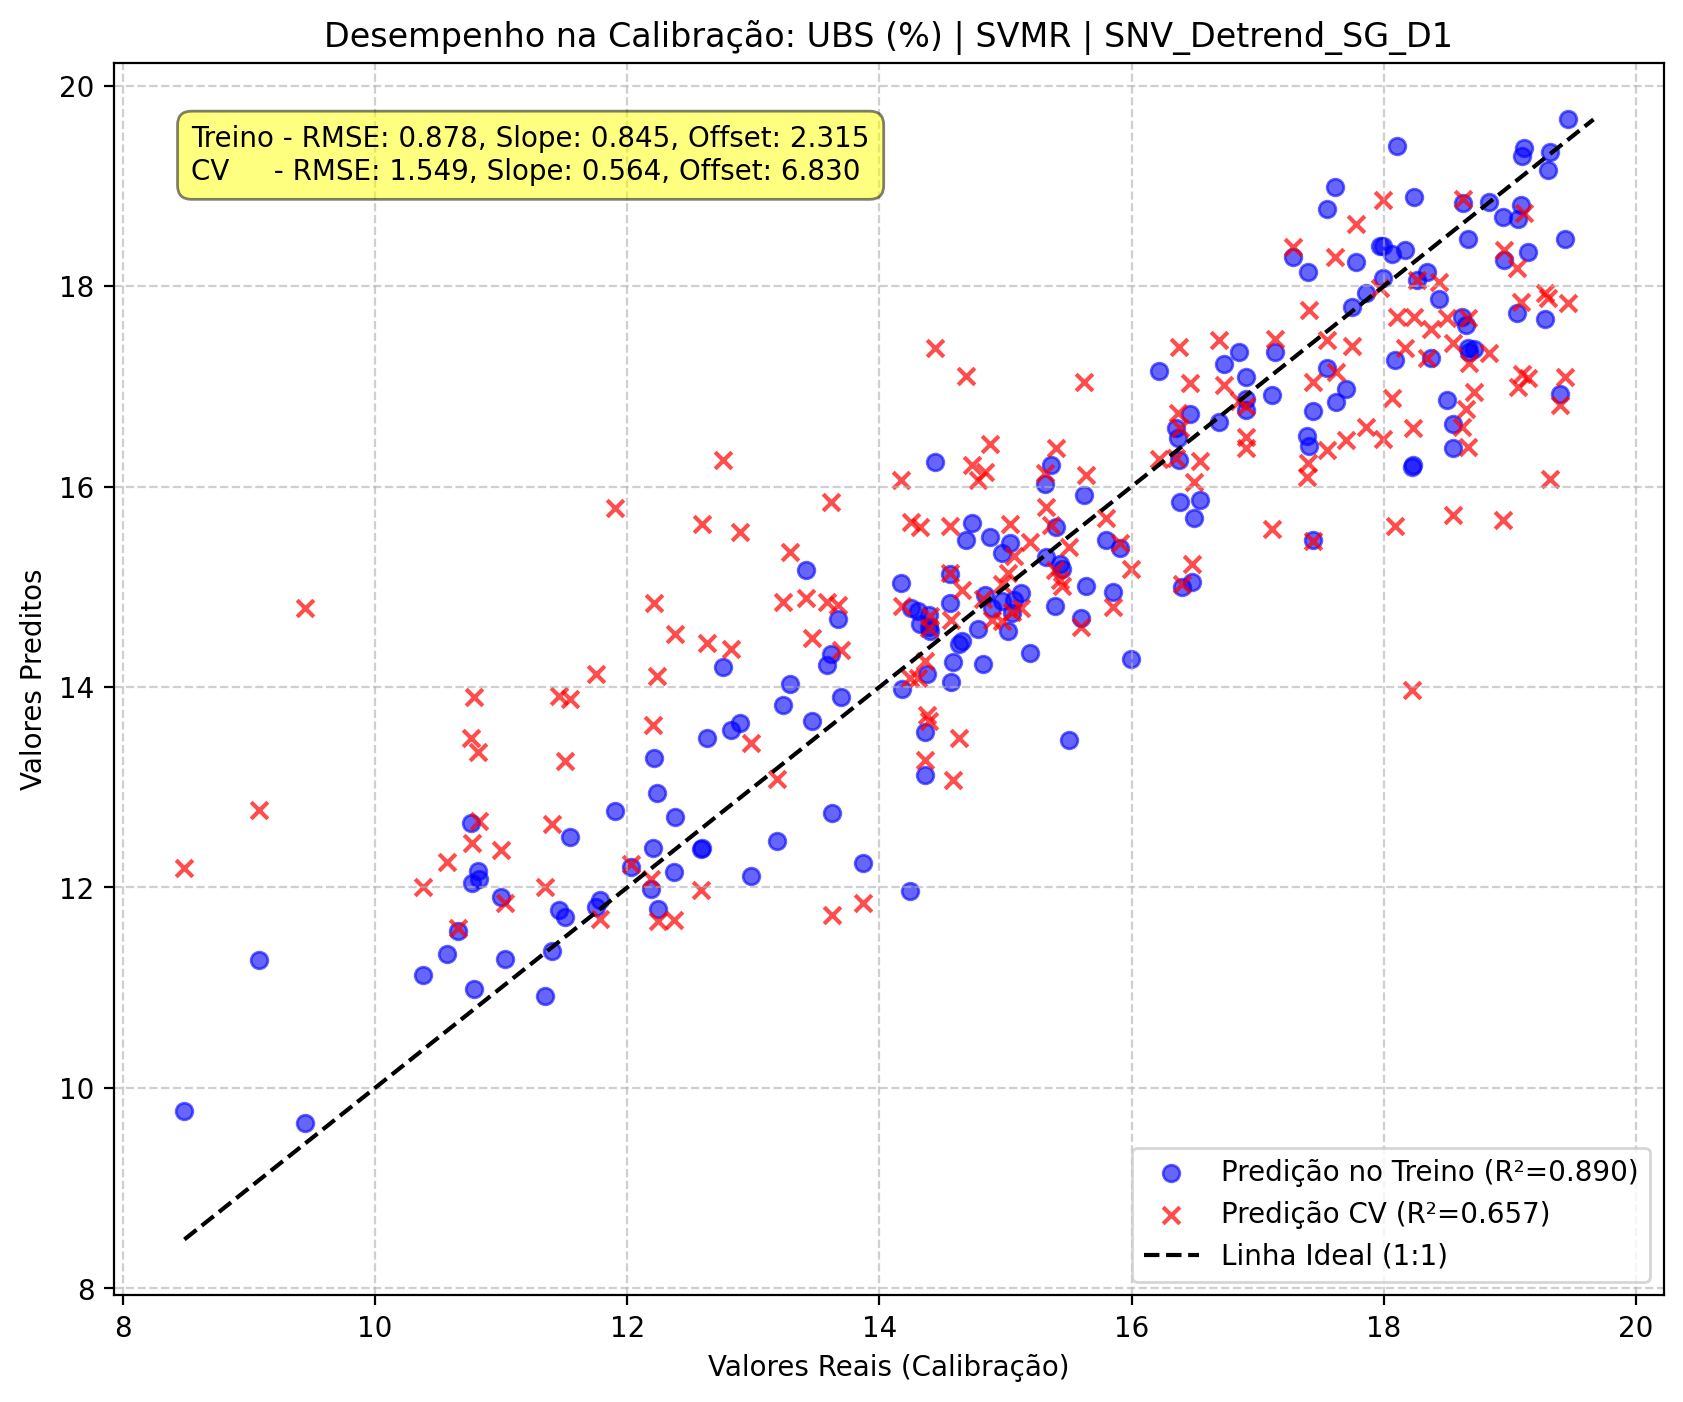 Desempenho na Calibração: UBS (%) | SVMR | SNV_Detrend_SG_D1
20
18
16
14
12
10
8
Valores Preditos
Treino - RMSE: 0.878, Slope: 0.845, Offset: 2.315
CV - RMSE: 1.549, Slope: 0.564, Offset: 6.830
Predição no Treino (R²=0.890)
Predição CV (R²=0.657)
Linha Ideal (1:1)
8 10 12 14 16 18 20
Valores Reais (Calibração)